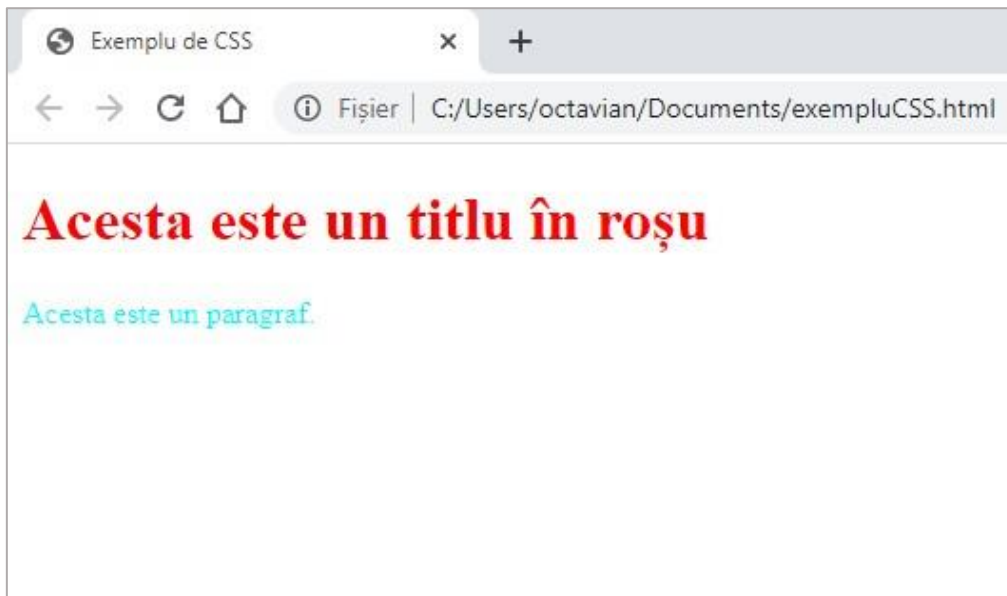 Exemplu de CSS
Fișier | C:/Users/octavian/Documents/exempluCSS.html
Acesta este un titlu în roșu
Acesta este un paragraf.